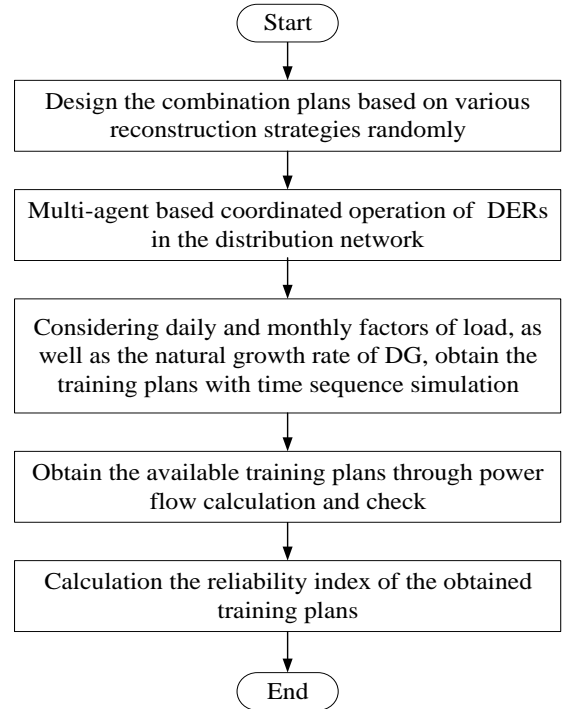 Start
Design the combination plans based on various
reconstruction strategies randomly
Multi-agent based coordinated operation of DERs
in the distribution network
Considering daily and monthly factors of load, as
well as the natural growth rate of DG, obtain the
training plans with time sequence simulation
Obtain the available training plans through power
flow calculation and check
Calculation the reliability index of the obtained
training plans
End